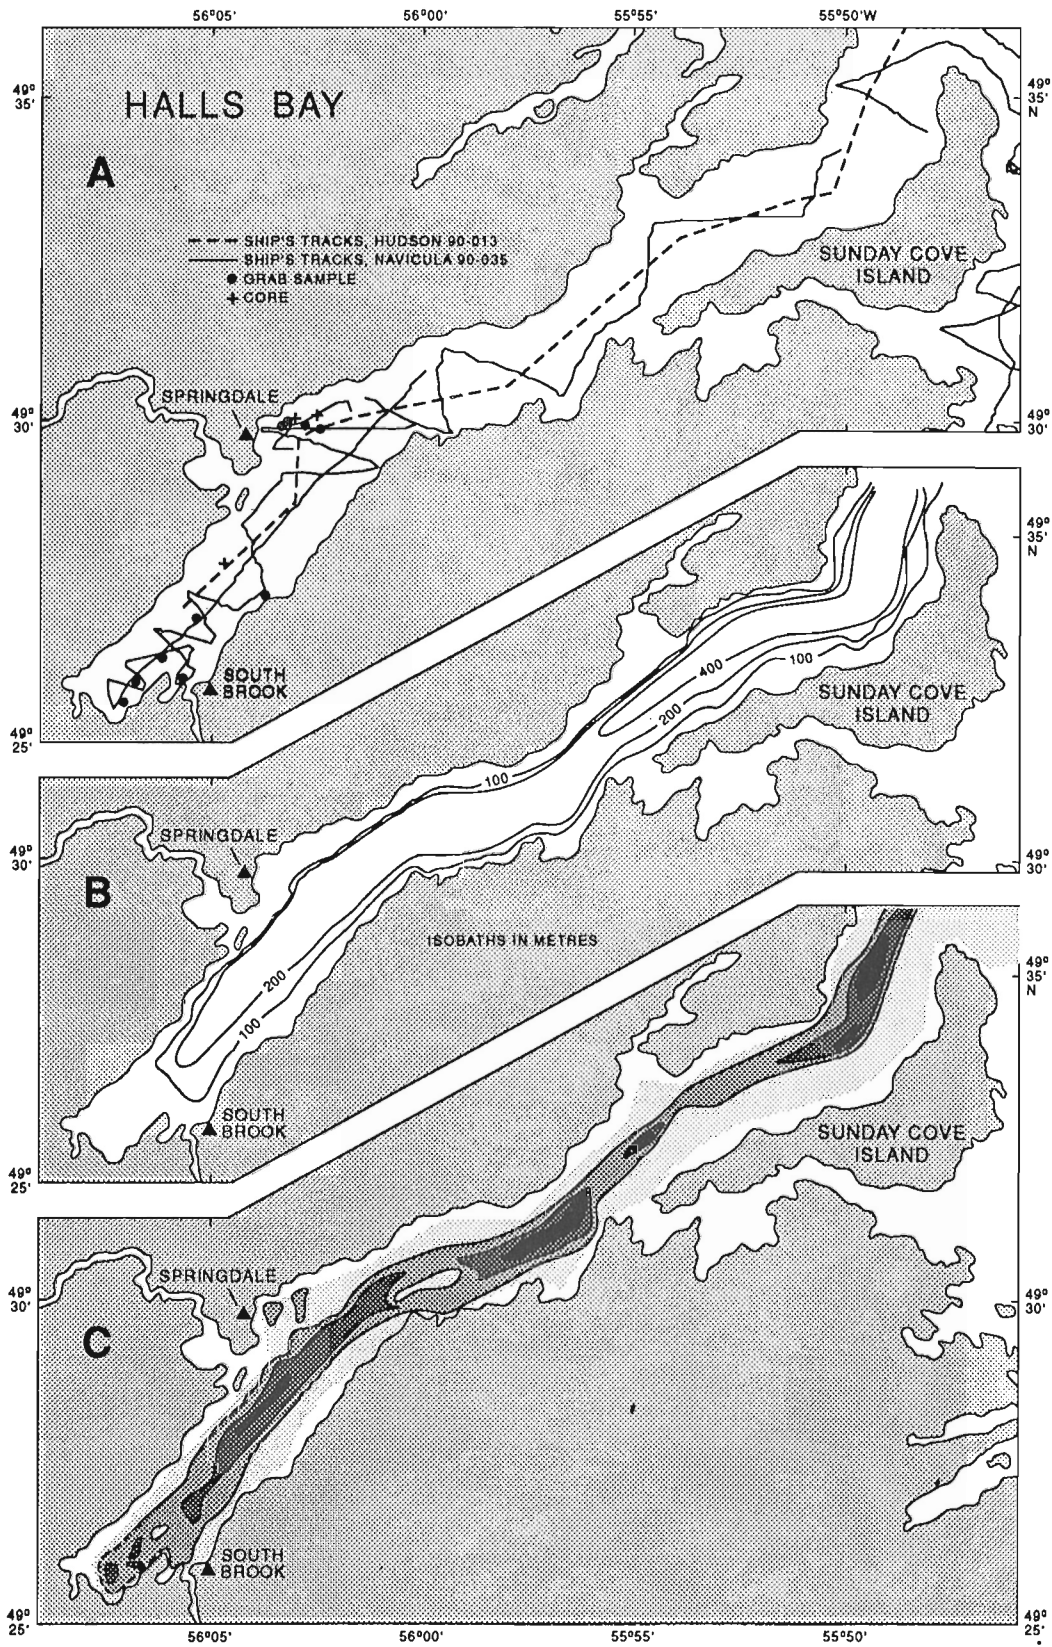 56°05'
56°00'
55°55'
55°50'W
49°
35'
HALLS BAY
49°
35'
N
A
SHIP'S TRACKS, HUDSON 90-013
SHIP'S TRACKS, NAVICULA 90-035
GRAB SAMPLE
CORE
SUNDAY COVE
ISLAND
SPRINGDALE
49°
30'
49°
30'
SOUTH
BROOK
49°
25'
49°
35'
N
400
100
200
SUNDAY COVE
ISLAND
100
SPRINGDALE
49°
30'
49°
30'
B
ISOBATHS IN METRES
200
100
49°
35'
N
SOUTH
BROOK
49°
25'
SUNDAY COVE
ISLAND
SPRINGDALE
49°
30'
49°
30'
C
SOUTH
BROOK
49°
25'
49°
25'
56°05'
56°00'
55°55'
55°50'